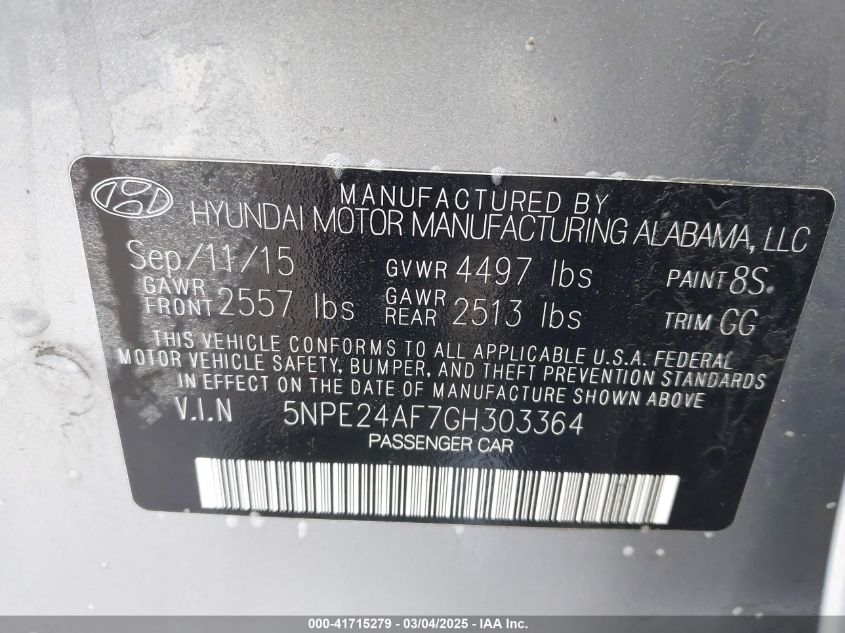 MANUFACTURED BY
HYUNDAI MOTOR MANUFACTURING ALABAMA, LLC
Sep/11/15 GVWR 4497 lbs PAINT 8S
GAWR FRONT 2557 lbs GAWR REAR 2513 lbs TRIM GG
THIS VEHICLE CONFORMS TO ALL APPLICABLE U.S.A. FEDERAL
MOTOR VEHICLE SAFETY, BUMPER, AND THEFT PREVENTION STANDARDS
IN EFFECT ON THE DATE OF MANUFACTURE SHOWN ABOVE
V.I.N 5NPE24AF7GH303364
PASSENGER CAR
000-41715279 - 03/04/2025 - IAA Inc.